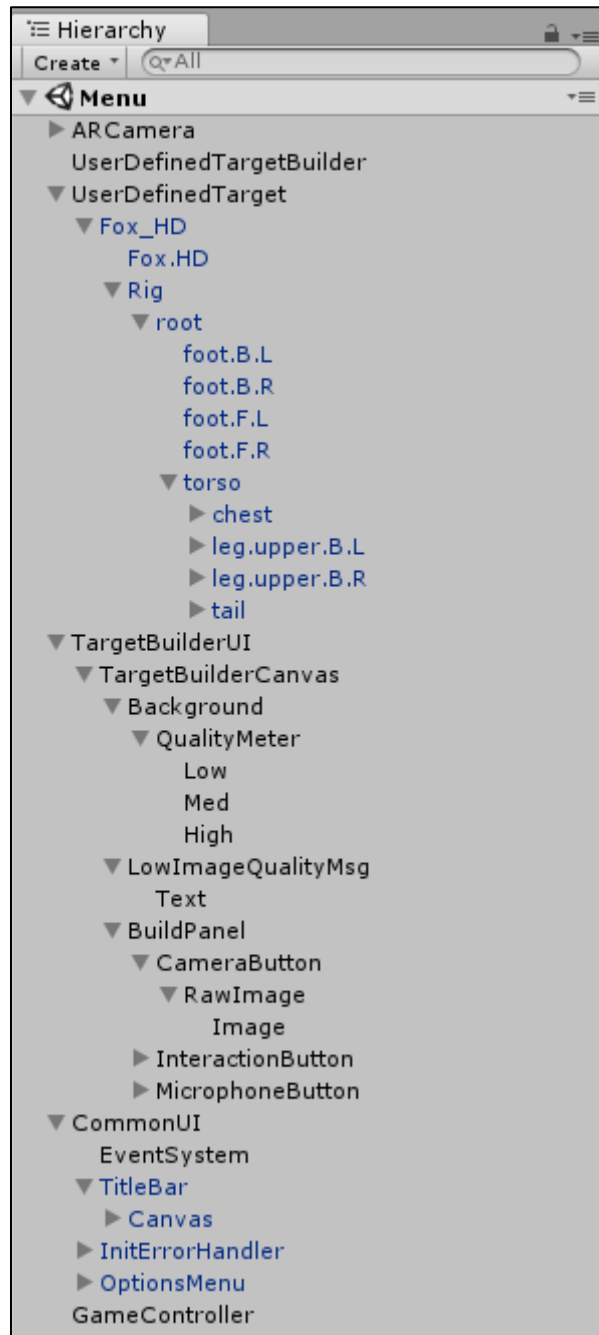 Hierarchy
Create All
Menu
ARCamera
UserDefinedTargetBuilder
UserDefinedTarget
Fox_HD
Fox.HD
Rig
root
foot.B.L
foot.B.R
foot.F.L
foot.F.R
torso
chest
leg.upper.B.L
leg.upper.B.R
tail
TargetBuilderUI
TargetBuilderCanvas
Background
QualityMeter
Low
Med
High
LowImageQualityMsg
Text
BuildPanel
CameraButton
RawImage
Image
InteractionButton
MicrophoneButton
CommonUI
EventSystem
TitleBar
Canvas
InitErrorHandler
OptionsMenu
GameController